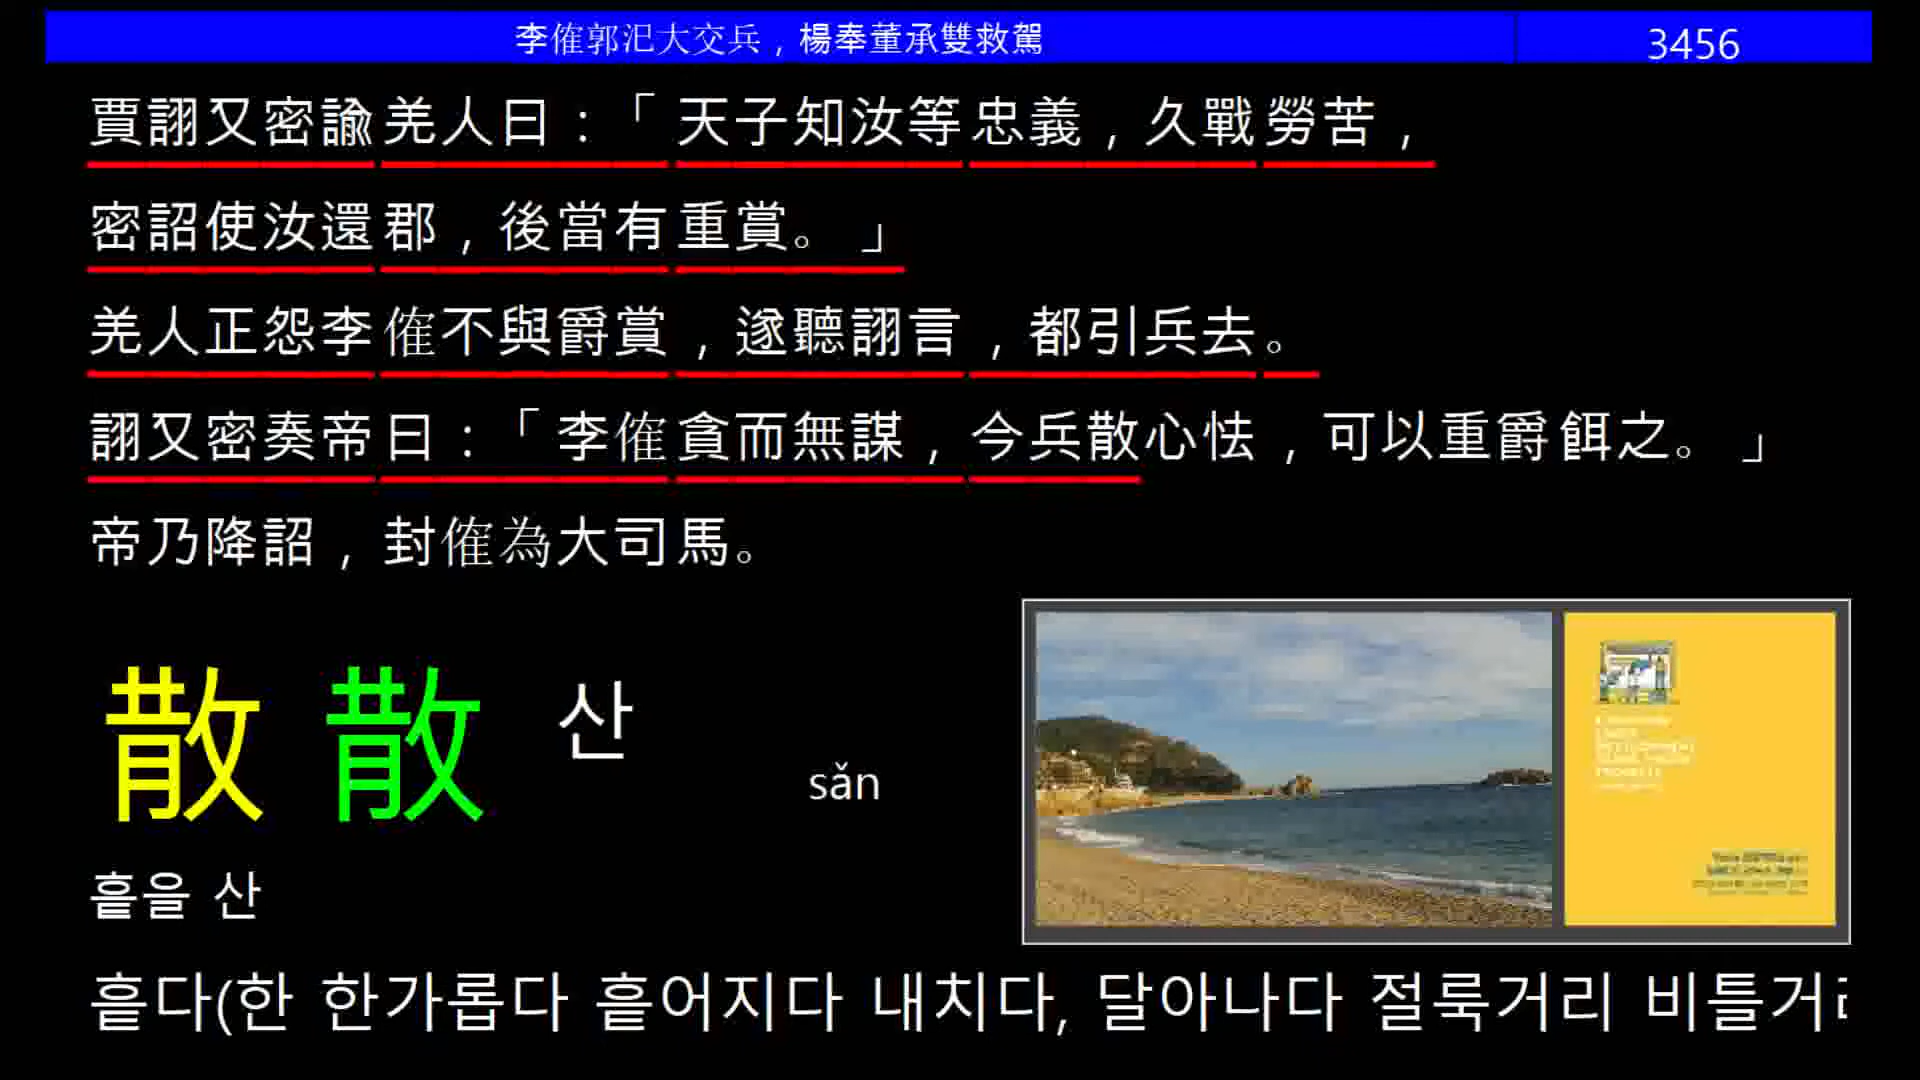 李傕郭汜大交兵，楊奉董承雙救駕
3456
賈詡又密諭羌人曰：「天子知汝等忠義，久戰勞苦，
密詔使汝還郡，後當有重賞。」
羌人正怨李傕不與爵賞，遂聽詡言，都引兵去。
詡又密奏帝曰：「李傕貪而無謀，今兵散心怯，可以重爵餌之。」
帝乃降詔，封傕為大司馬。
散 散 산
sǎn
흩을 산
흩다(한 한가롭다 흩어지다 내치다, 달아나다 절룩거리 비틀거